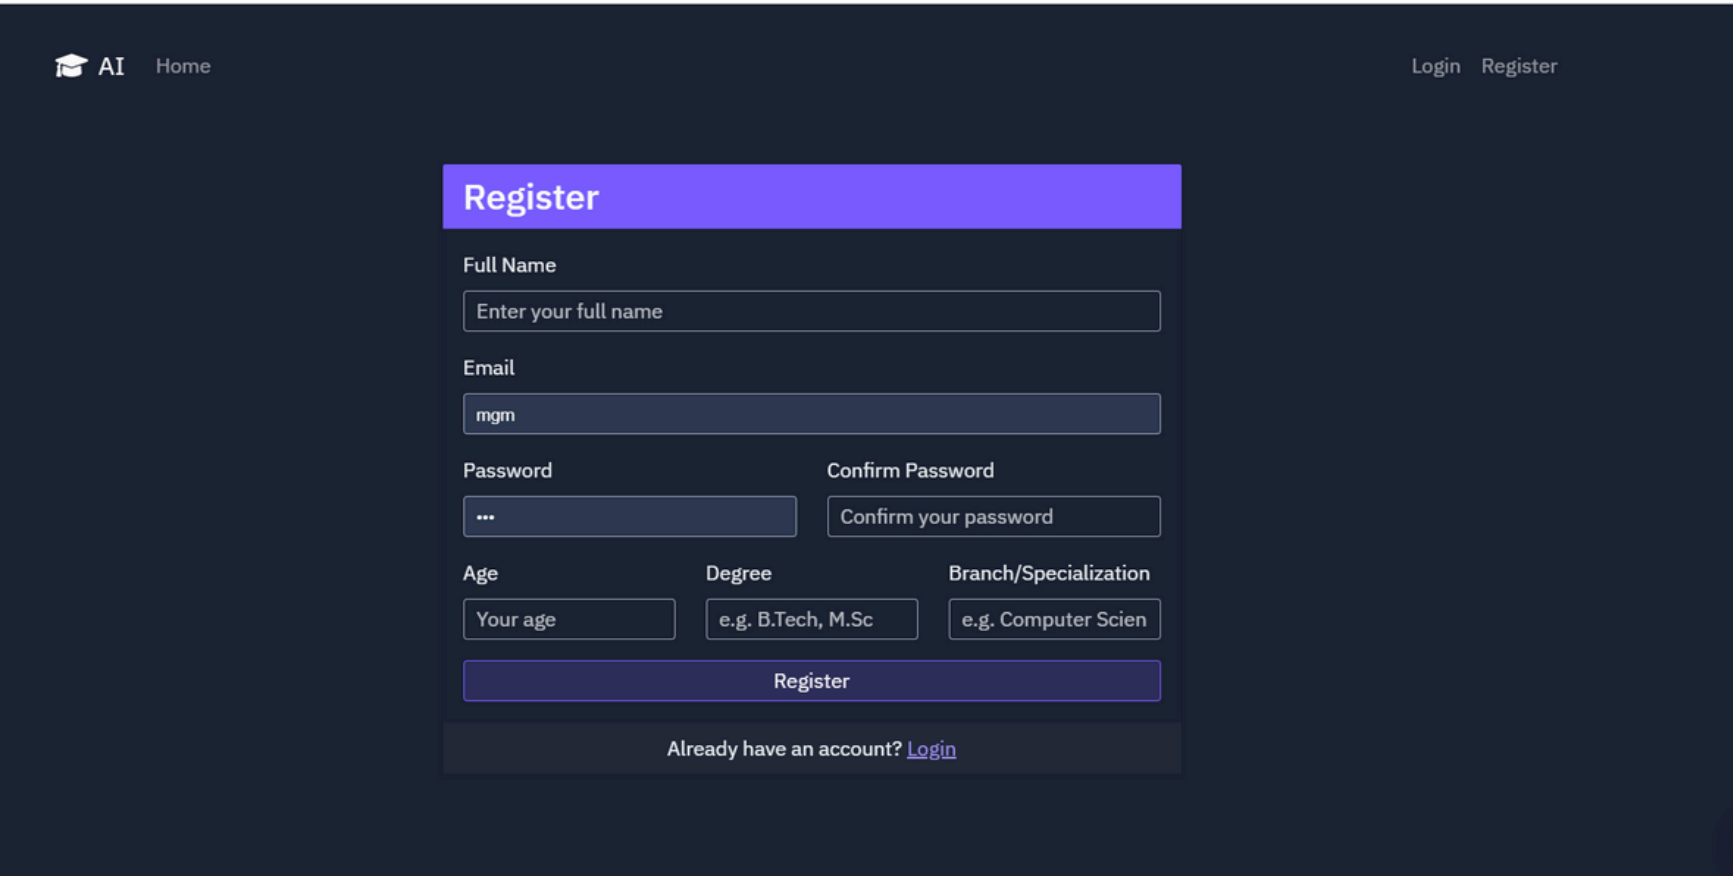 AI Home Login Register
Register
Full Name
Enter your full name
Email
mgm
Password Confirm Password
••• Confirm your password
Age Degree Branch/Specialization
Your age e.g. B.Tech, M.Sc e.g. Computer Scien
Register
Already have an account? Login